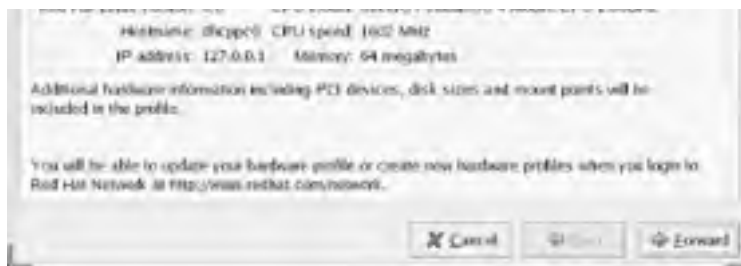 Hostname: dhcppc0 CPU speed: 1602 MHz
IP address: 127.0.0.1 Memory: 64 megabytes
Additional hardware information including PCI devices, disk sizes and mount points will be
included in the profile.
You will be able to update your hardware profile or create new hardware profiles when you login to
Red Hat Network at http://www.redhat.com/network.
Cancel Forward